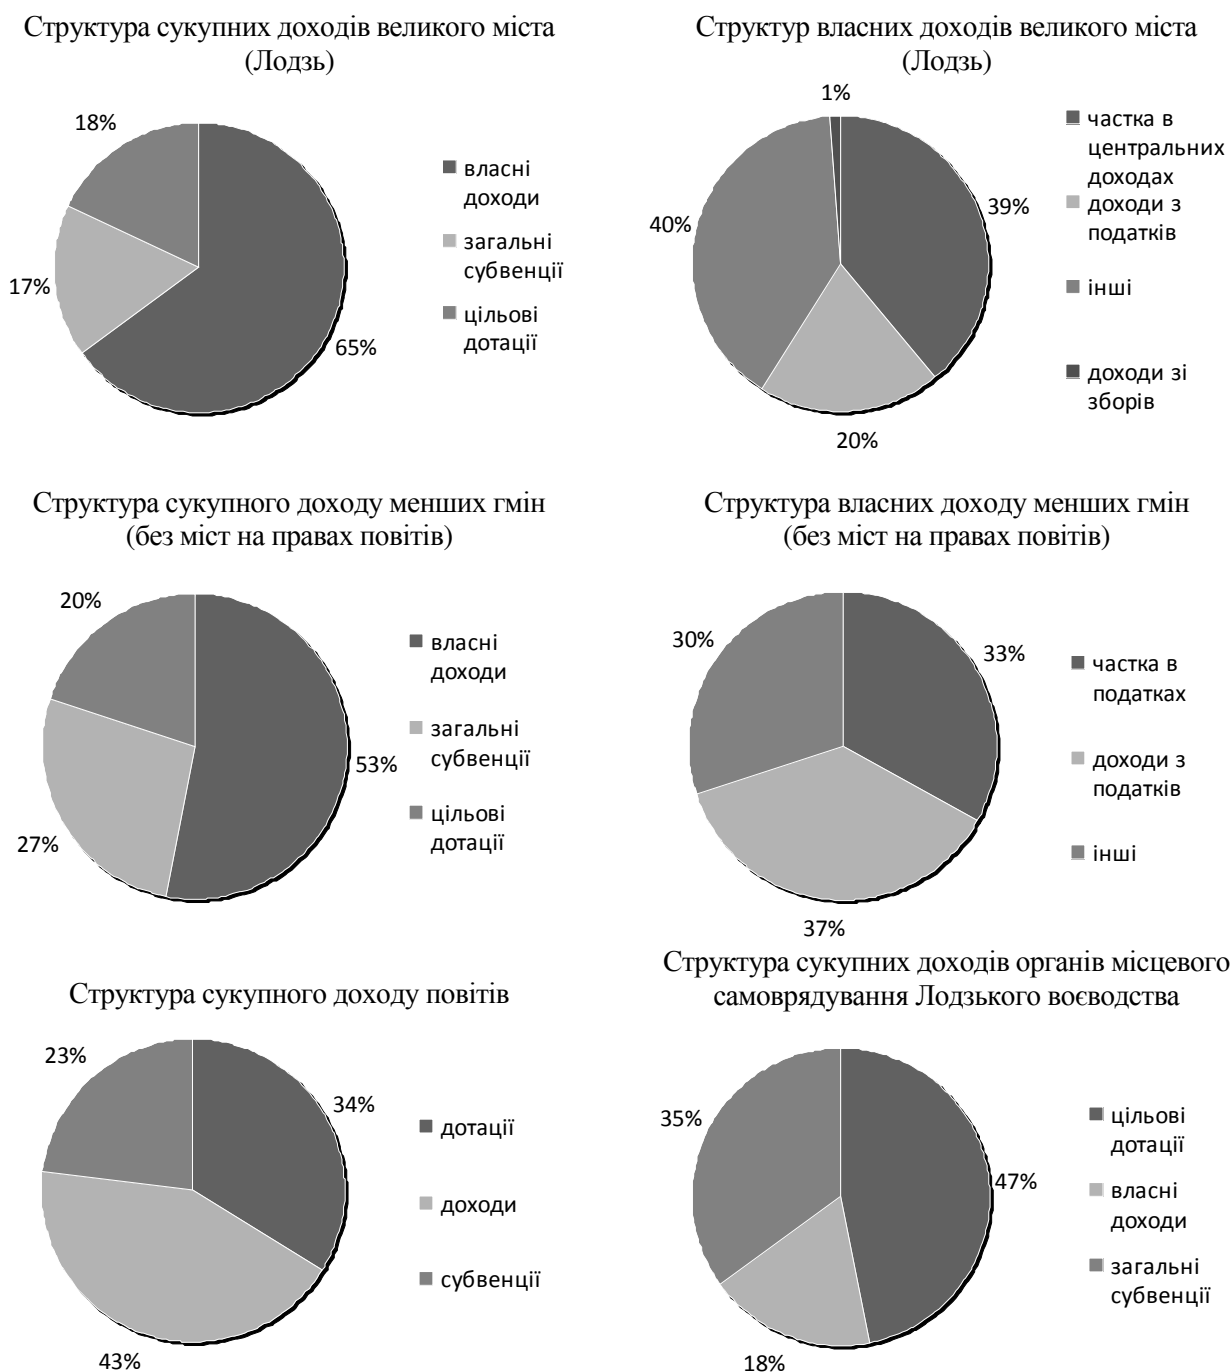 Структура сукупних доходів великого міста
(Лодзь)
18%
17%
65%
власні
доходи
загальні
субвенції
цільові
дотації
Структур власних доходів великого міста
(Лодзь)
1%
39%
40%
20%
частка в
центральних
доходах
доходи з
податків
інші
доходи зі
зборів
Структура сукупного доходу менших гмін
(без міст на правах повітів)
20%
53%
27%
власні
доходи
загальні
субвенції
цільові
дотації
Структура власних доходу менших гмін
(без міст на правах повітів)
30%
33%
37%
частка в
податках
доходи з
податків
інші
Структура сукупного доходу повітів
23%
34%
43%
дотації
доходи
субвенції
Структура сукупних доходів органів місцевого
самоврядування Лодзького воєводства
35%
47%
18%
цільові
дотації
власні
доходи
загальні
субвенції